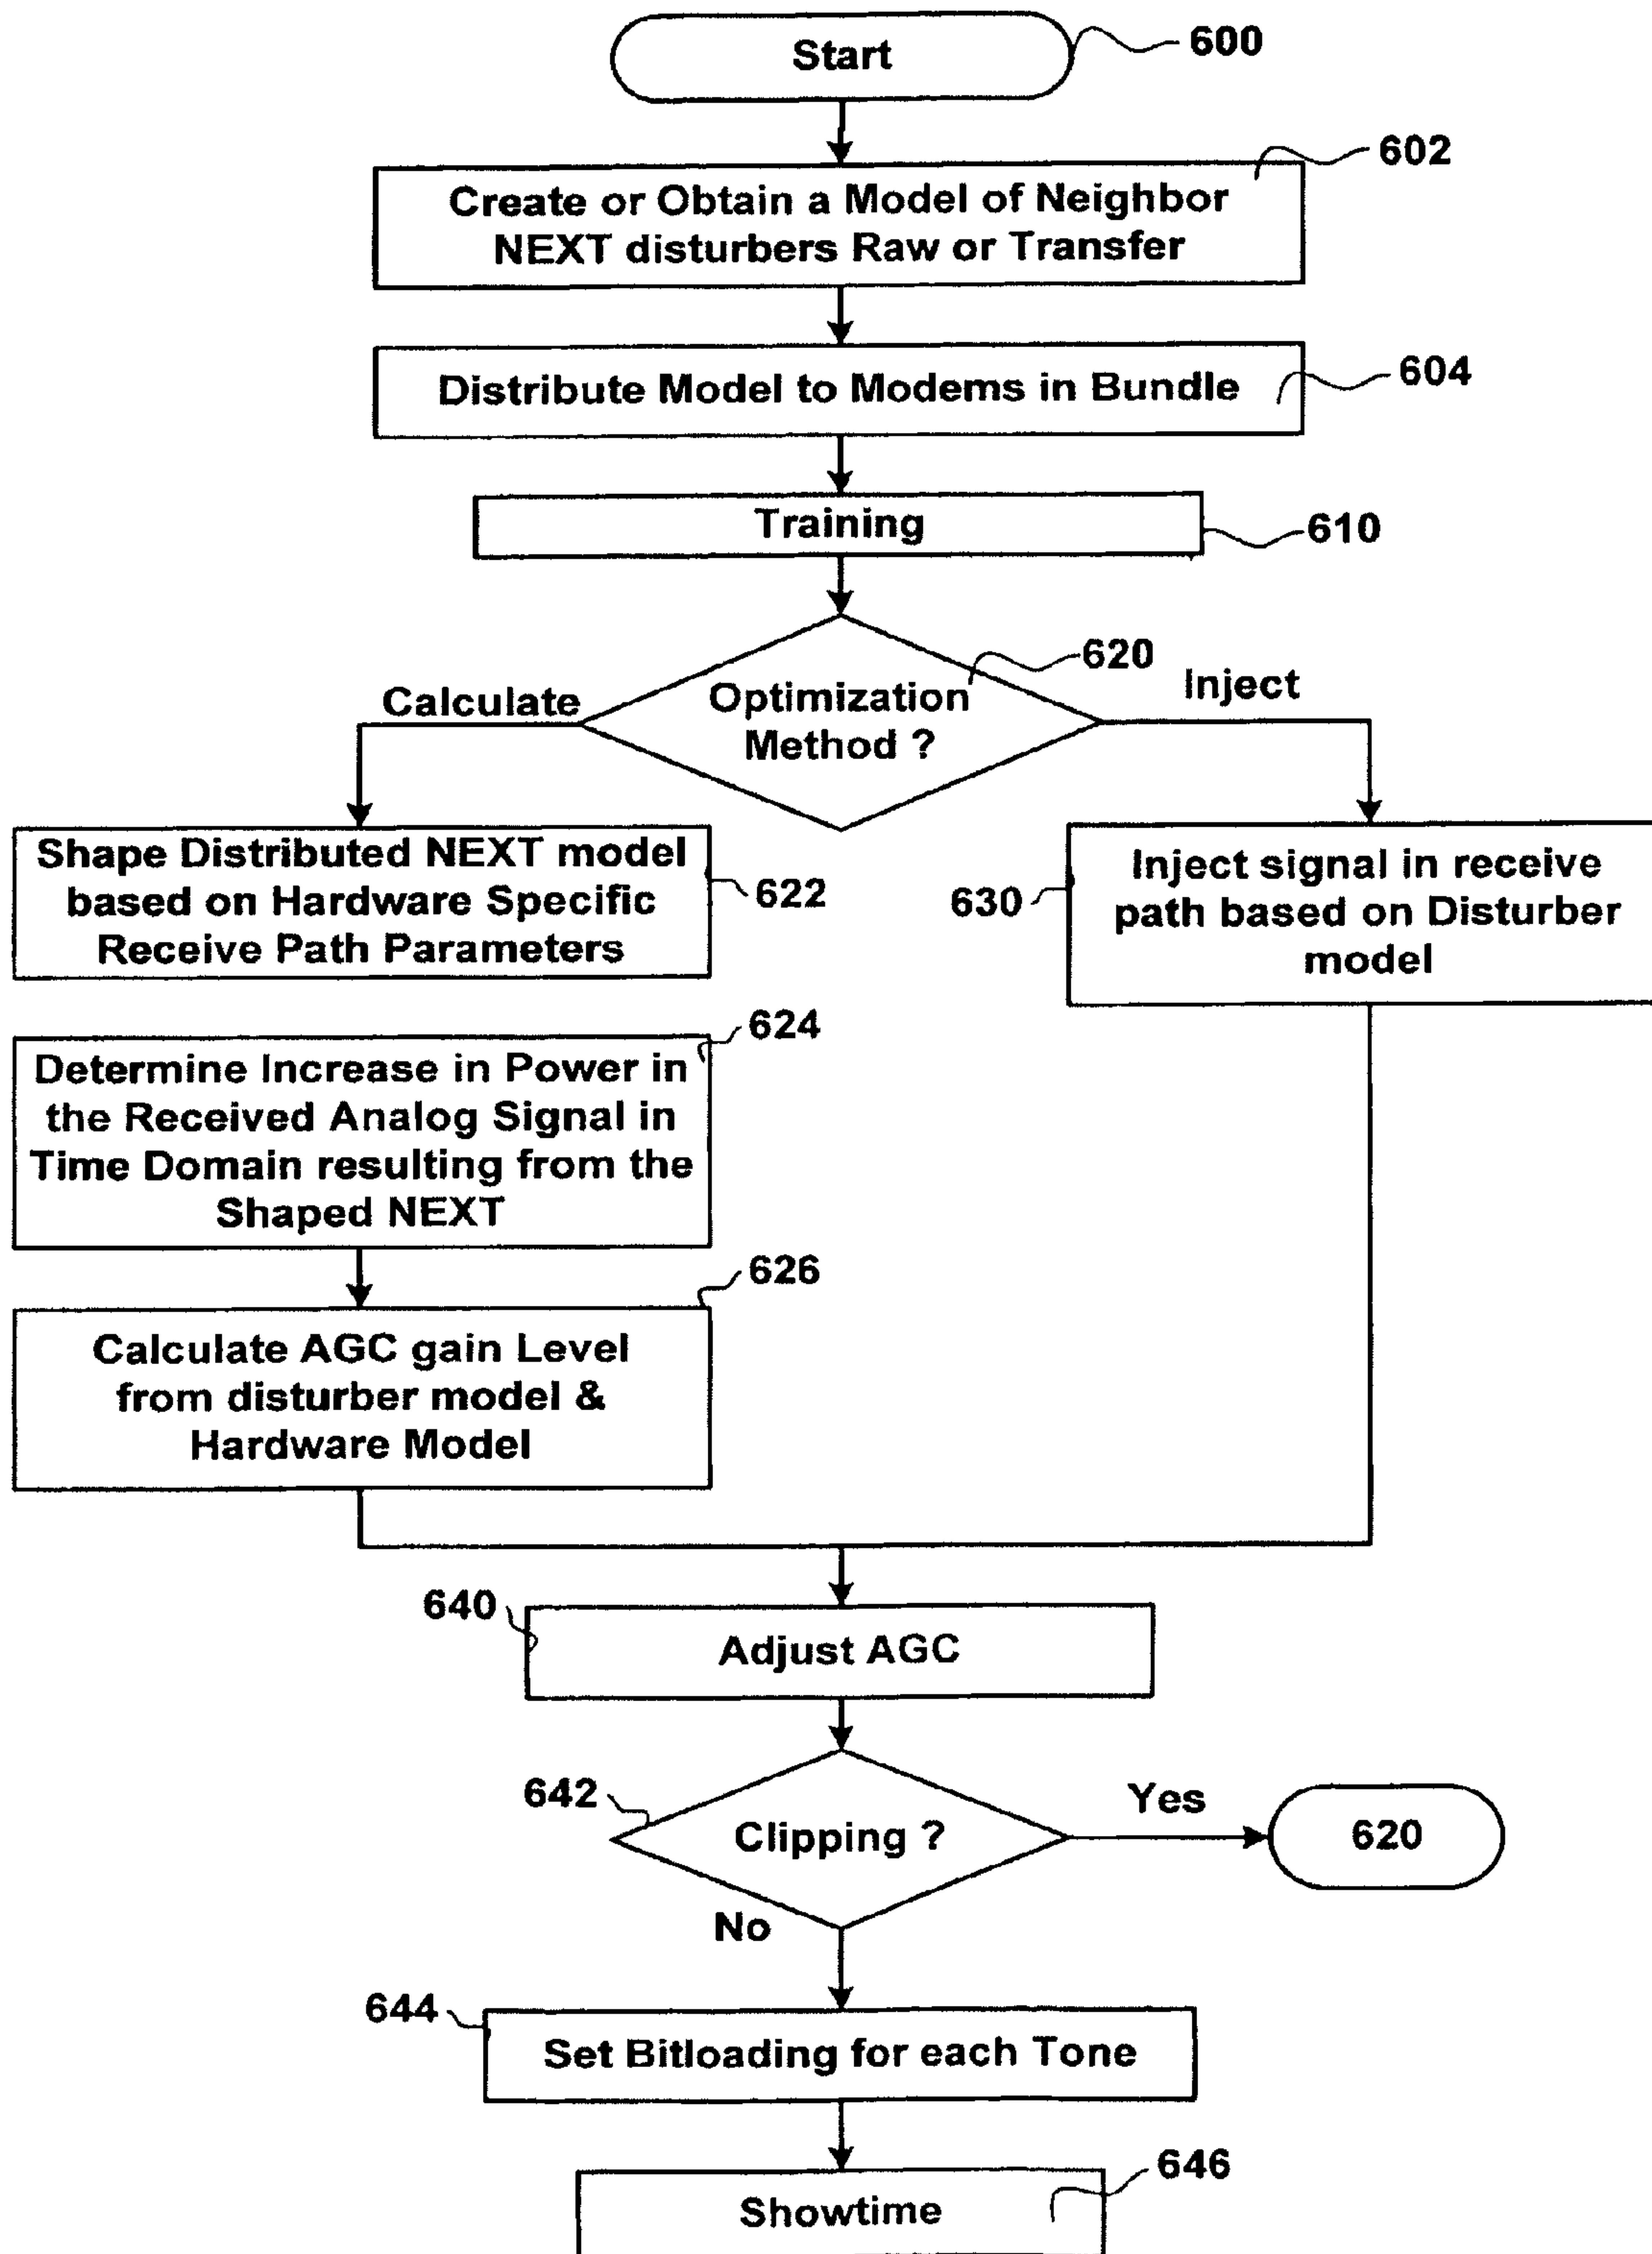 Start
600
602
Create or Obtain a Model of Neighbor
NEXT disturbers Raw or Transfer
Distribute Model to Modems in Bundle
604
Training
610
620
Calculate
Optimization
Method ?
Inject
Shape Distributed NEXT model
based on Hardware Specific
Receive Path Parameters
622
630
Inject signal in receive
path based on Disturber
model
624
Determine Increase in Power in
the Received Analog Signal in
Time Domain resulting from the
Shaped NEXT
626
Calculate AGC gain Level
from disturber model &
Hardware Model
640
Adjust AGC
642
Clipping ?
Yes
620
No
644
Set Bitloading for each Tone
646
Showtime